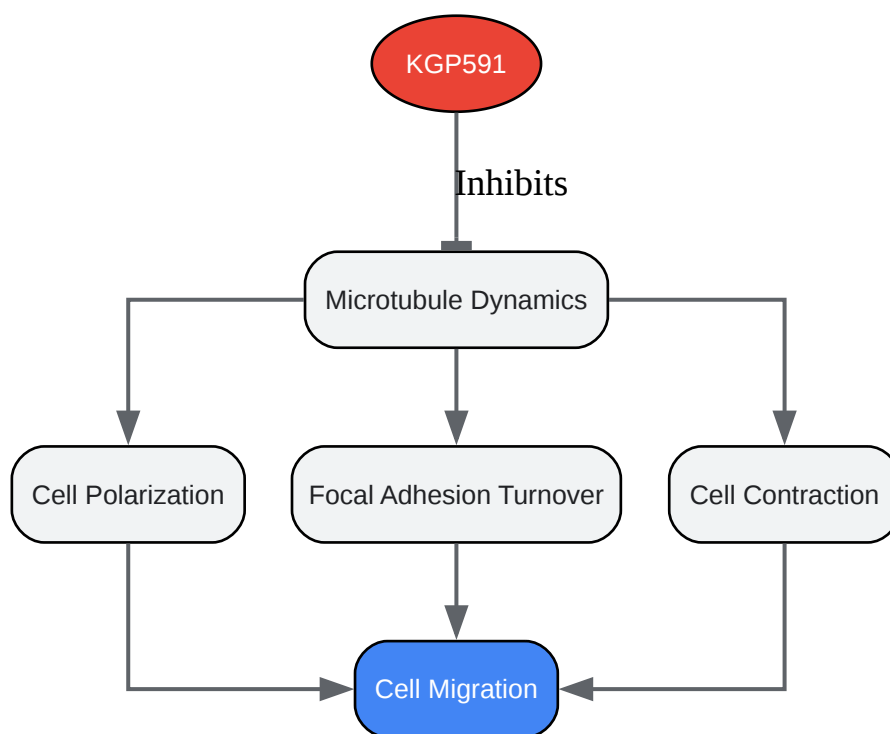 KGP591
Inhibits
Microtubule Dynamics
Cell Polarization
Focal Adhesion Turnover
Cell Contraction
Cell Migration